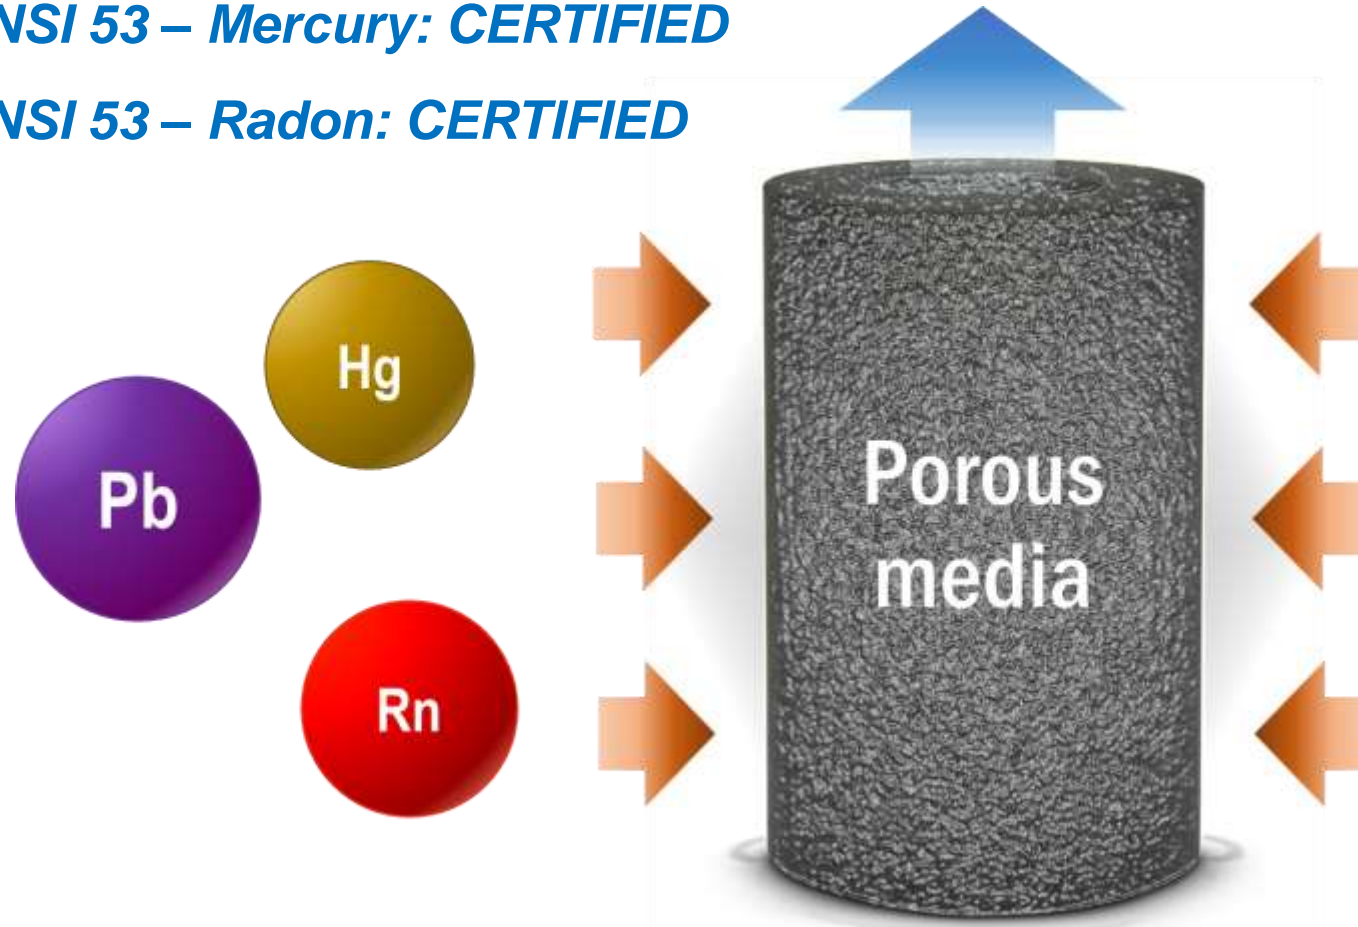 NSI 53 – Mercury: CERTIFIED
NSI 53 – Radon: CERTIFIED
Hg
Pb
Porous
media
Rn